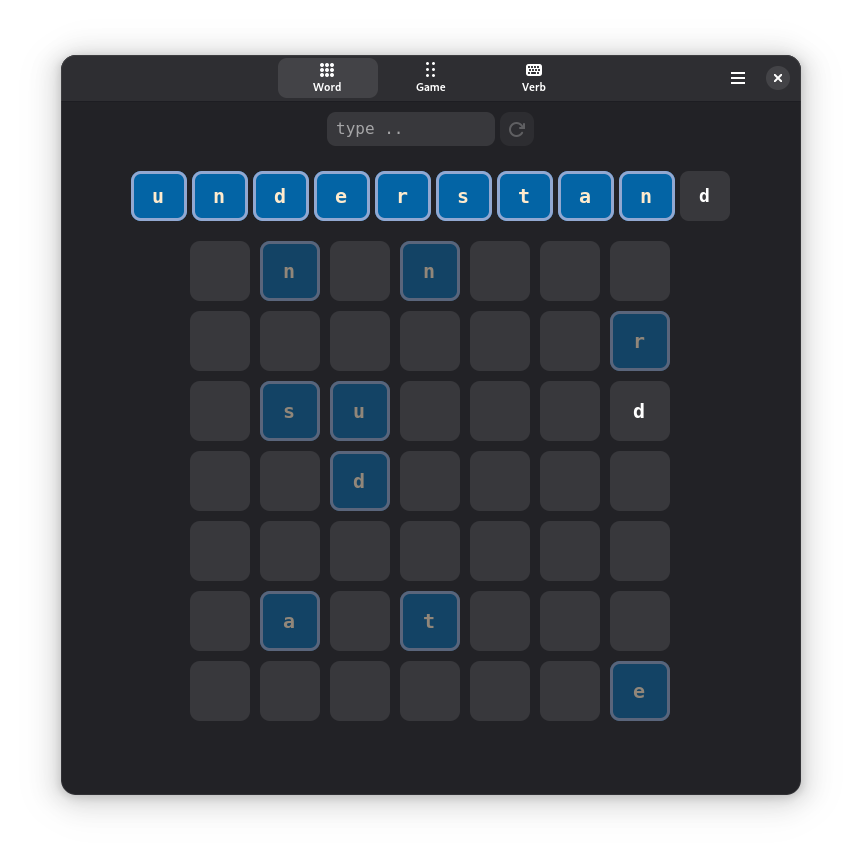 Word Game Verb
type ..
u n d e r s t a n d
n n
r
s u d
d
a t
e